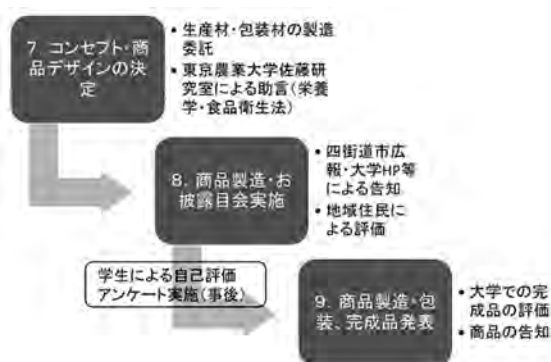 7. コンセプト・商
品デザインの決
定
• 生産材・包装材の製造
委託
• 東京農業大学佐藤研
究室による助言(栄養
学・食品衛生法)
8. 商品製造・お
披露目会実施
• 四街道市広
報・大学HP等
による告知
• 地域住民に
よる評価
学生による自己評価
アンケート実施(事後)
9. 商品製造・包
装、完成品発表
• 大学での完
成品の評価
• 商品の告知